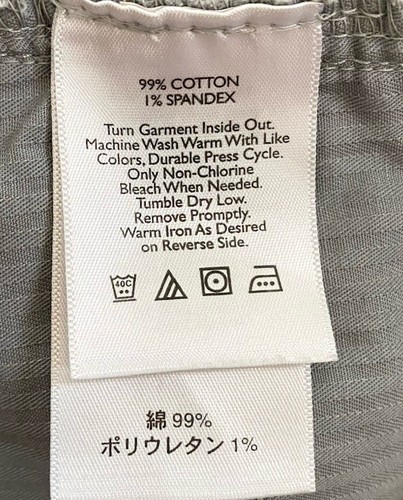 99% COTTON
1% SPANDEX
Turn Garment Inside Out.
Machine Wash Warm With Like
Colors, Durable Press Cycle.
Only Non-Chlorine
Bleach When Needed.
Tumble Dry Low.
Remove Promptly.
Warm Iron As Desired
on Reverse Side.
40C
綿 99%
ポリウレタン 1%